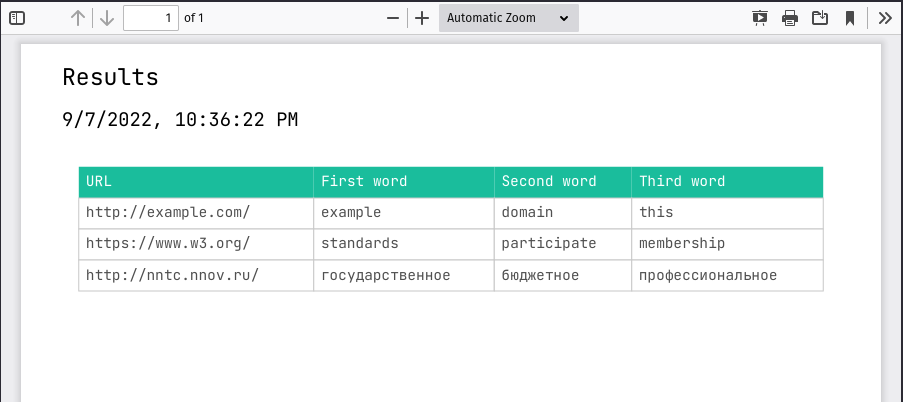 1 of 1 Automatic Zoom
Results
9/7/2022, 10:36:22 PM
URL First word Second word Third word
http://example.com/ example domain this
https://www.w3.org/ standards participate membership
http://nntc.nnov.ru/ государственное бюджетное профессиональное